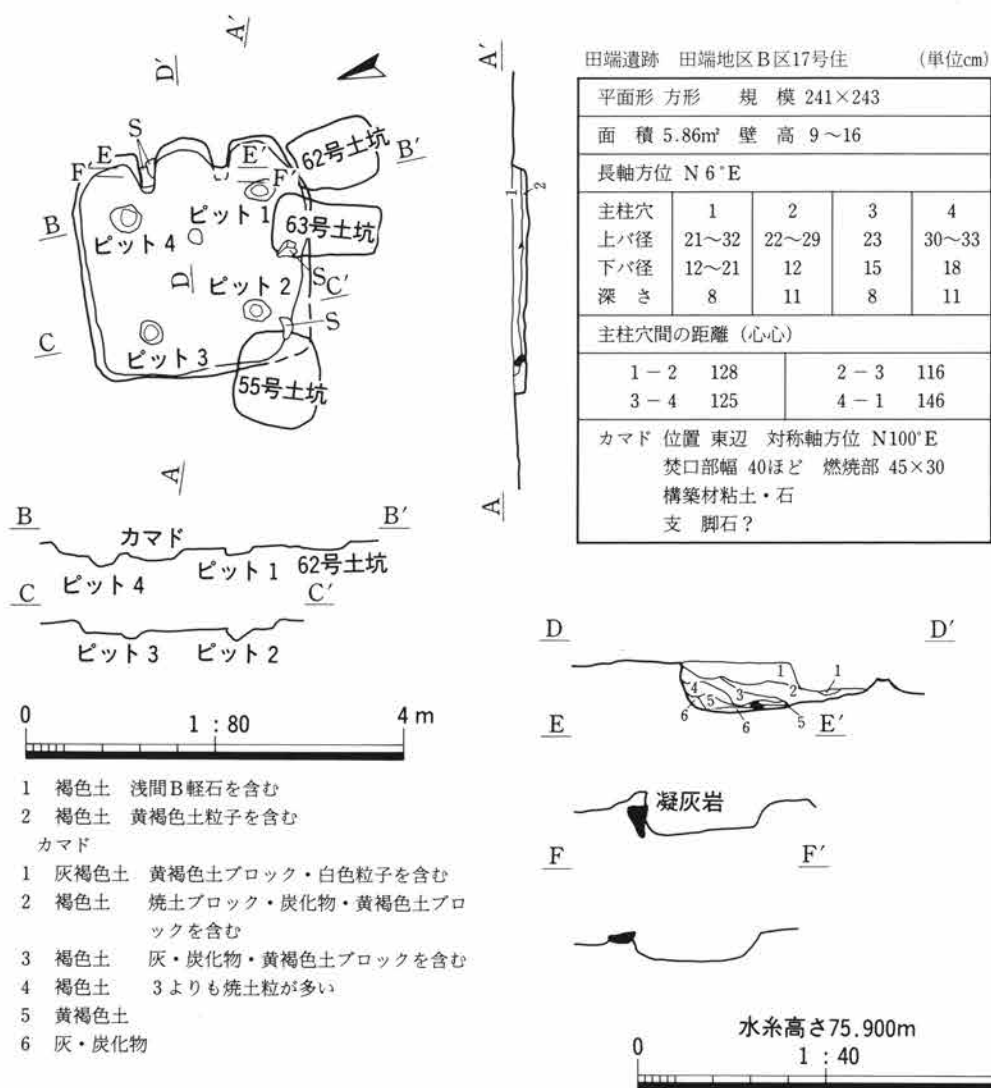 A′
D′
S
E
F′
E′
F′
62号土坑
B′
B
ピット1
63号土坑
ピット4
D
S
C′
ピット2
S
C
ピット3
55号土坑
A
A′
1
2
A
田端遺跡 田端地区B区17号住 (単位cm)
平面形 方形 規 模 241×243
面 積 5.86m² 壁 高 9〜16
長軸方位 N6°E
主柱穴 1 2 3 4
上バ径 21〜32 22〜29 23 30〜33
下バ径 12〜21 12 15 18
深 さ 8 11 8 11
主柱穴間の距離 (心心)
1-2 128 2-3 116
3-4 125 4-1 146
カマド 位置 東辺 対称軸方位 N100°E
焚口部幅 40ほど 燃焼部 45×30
構築材粘土・石
支 脚石?
B カマド B′
ピット4 ピット1 62号土坑
C C′
ピット3 ピット2
0 1:80 4m
1 褐色土 浅間B軽石を含む
2 褐色土 黄褐色土粒子を含む
カマド
1 灰褐色土 黄褐色土ブロック・白色粒子を含む
2 褐色土 焼土ブロック・炭化物・黄褐色土ブロ
ックを含む
3 褐色土 灰・炭化物・黄褐色土ブロックを含む
4 褐色土 3よりも焼土粒が多い
5 黄褐色土
6 灰・炭化物
D D′
1 1
4 3 2
5
6 6 5
E E′
凝灰岩
F F′
水糸高さ75.900m
0 1:40